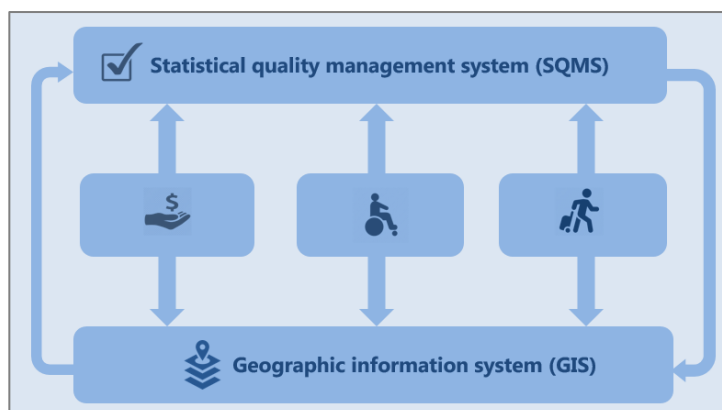 Statistical quality management system (SQMS)
$
Geographic information system (GIS)